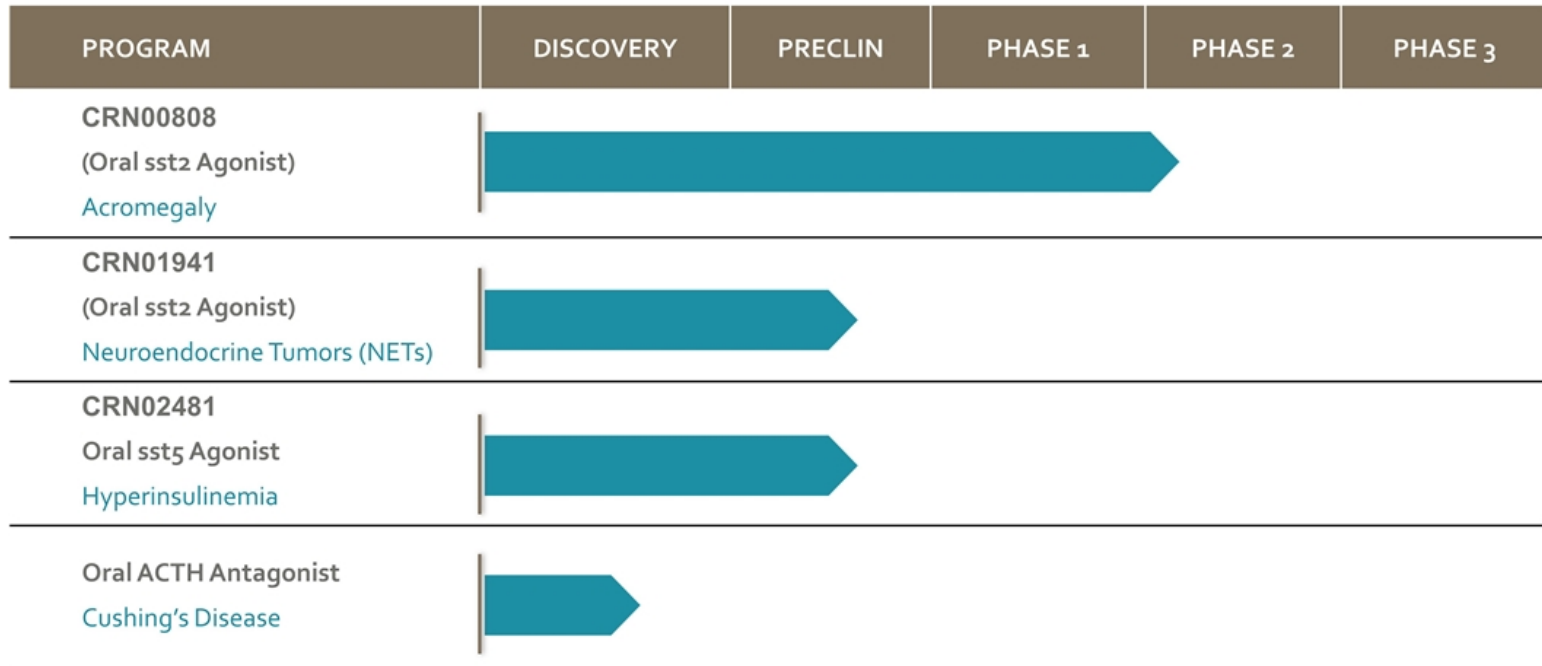 PROGRAM DISCOVERY PRECLIN PHASE 1 PHASE 2 PHASE 3
CRN00808
(Oral sst2 Agonist)
Acromegaly
CRN01941
(Oral sst2 Agonist)
Neuroendocrine Tumors (NETs)
CRN02481
Oral sst5 Agonist
Hyperinsulinemia
Oral ACTH Antagonist
Cushing’s Disease